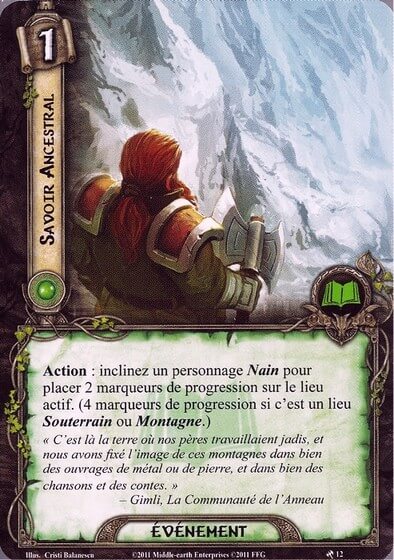 1
SAVOIR ANCESTRAL
Action : inclinez un personnage Nain pour
placer 2 marqueurs de progression sur le lieu
actif. (4 marqueurs de progression si c'est un lieu
Souterrain ou Montagne.)
« C'est là la terre où nos pères travaillaient jadis, et
nous avons fixé l'image de ces montagnes dans bien
des ouvrages de métal ou de pierre, et dans bien des
chansons et des contes. »
– Gimli, La Communauté de l'Anneau
ÉVÉNEMENT
Illus. Cristi Balanescu ©2011 Middle-earth Enterprises ©2011 FFG 12